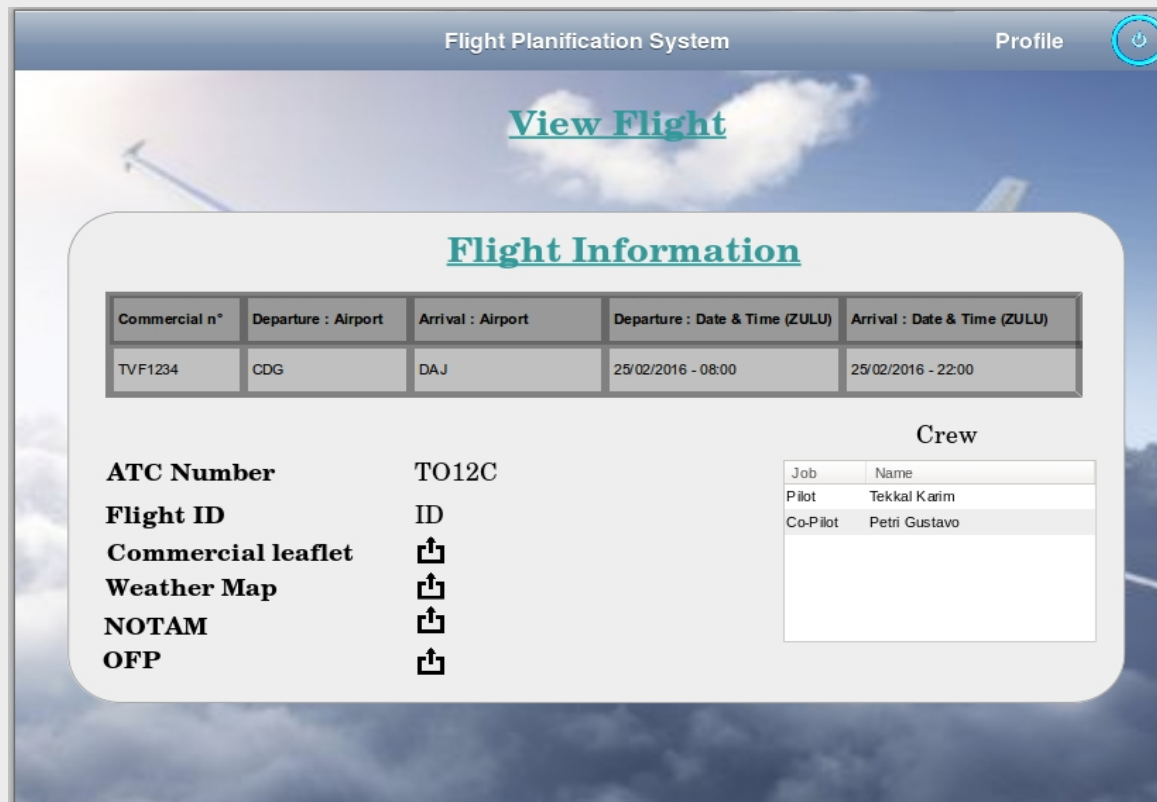 Flight Planification System Profile
View Flight
Flight Information
Commercial n° Departure : Airport Arrival : Airport Departure : Date & Time (ZULU) Arrival : Date & Time (ZULU)
TVF1234 CDG DAJ 25/02/2016 - 08:00 25/02/2016 - 22:00
Crew
ATC Number TO12C
Flight ID ID
Commercial leaflet
Weather Map
NOTAM
OFP
Job Name
Pilot Tekkal Karim
Co-Pilot Petri Gustavo